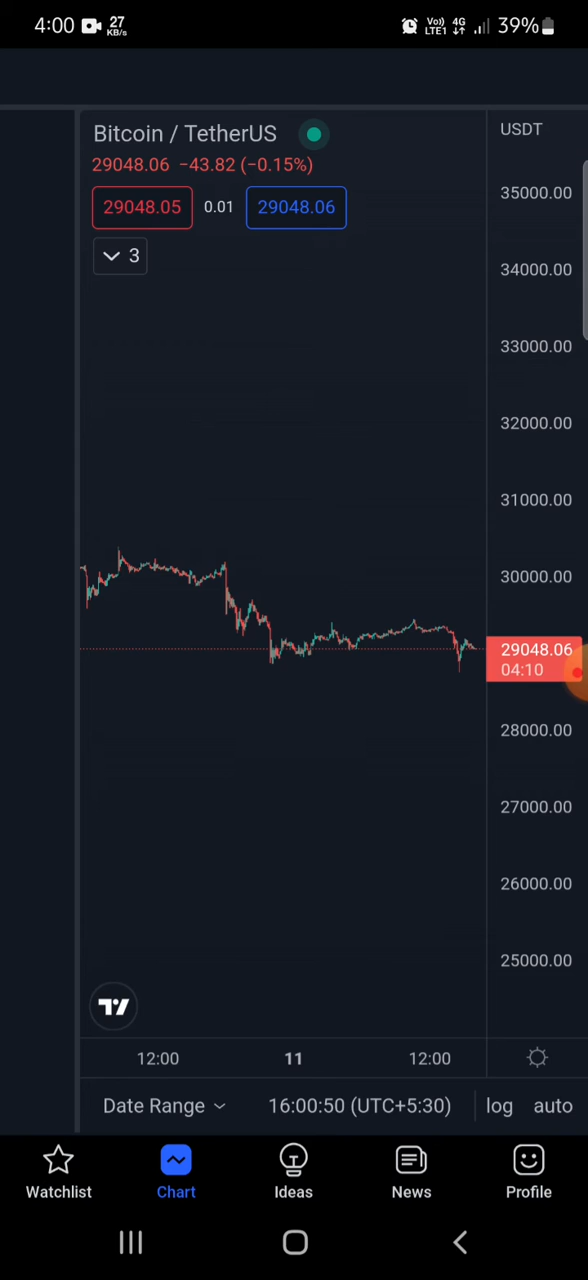 4:00 27 KB/s Vo) LTE1 4G 39%
Bitcoin / TetherUS USDT
29048.06 −43.82 (−0.15%)
29048.05 0.01 29048.06
3
35000.00
34000.00
33000.00
32000.00
31000.00
30000.00
29048.06
04:10
28000.00
27000.00
26000.00
25000.00
12:00 11 12:00
Date Range 16:00:50 (UTC+5:30) log auto
Watchlist Chart Ideas News Profile